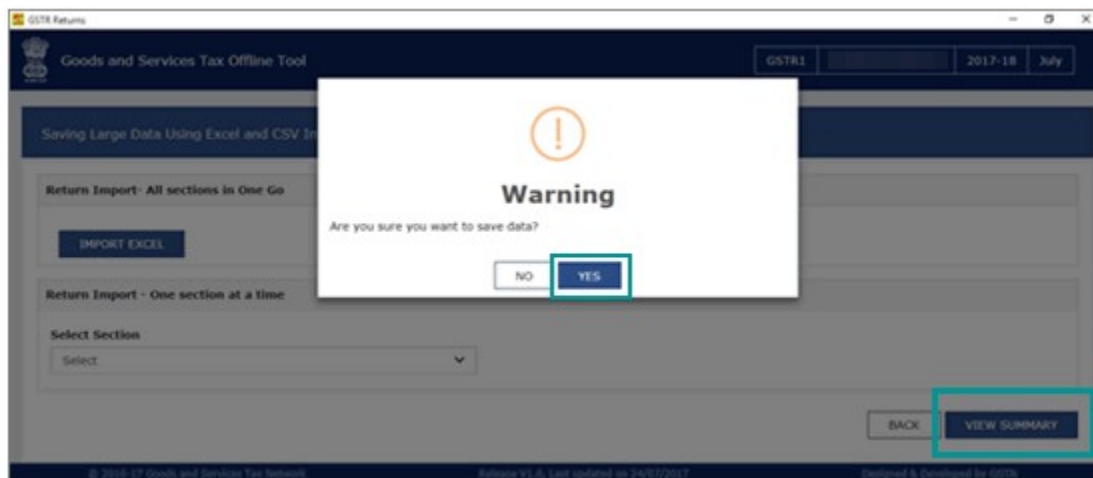 GSTR Returns
Goods and Services Tax Offline Tool
GSTR1 2017-18 July
Saving Large Data Using Excel and CSV Im
Warning
Are you sure you want to save data?
NO YES
Return Import- All sections in One Go
IMPORT EXCEL
Return Import - One section at a time
Select Section
Select
BACK VIEW SUMMARY
© 2016-17 Goods and Services Tax Network Release V1.0, Last updated on 24/07/2017 Designed & Developed by GSTN